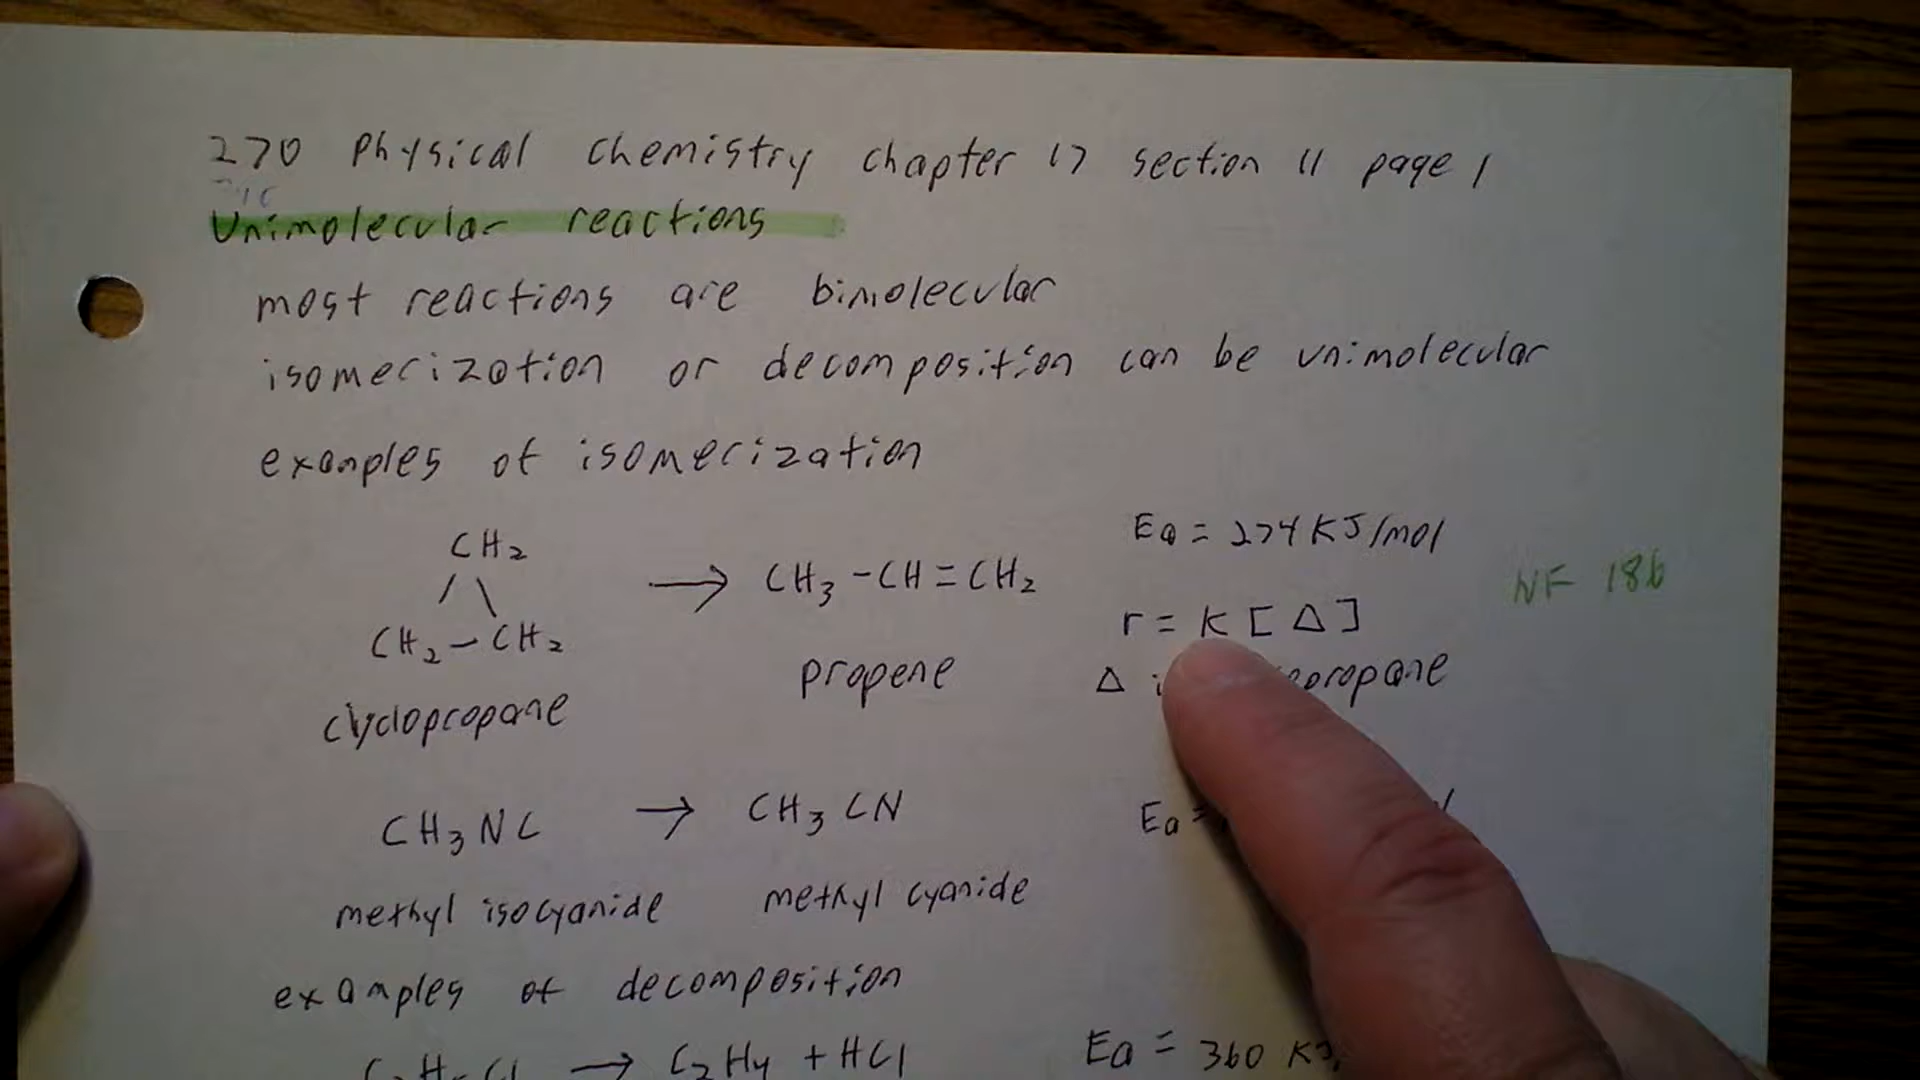 270 Physical chemistry chapter 17 section 11 page 1
Unimolecular reactions
most reactions are bimolecular
isomerization or decomposition can be unimolecular
examples of isomerization
CH2
CH2 - CH2
cyclopropane
→ CH3 - CH = CH2
propene
Ea = 274 KJ/mol
r = K [ Δ ]
NF 186
CH3NC → CH3CN
methyl isocyanide methyl cyanide
Ea =
examples of decomposition
→ C2H4 + HCl
Ea = 360 KJ